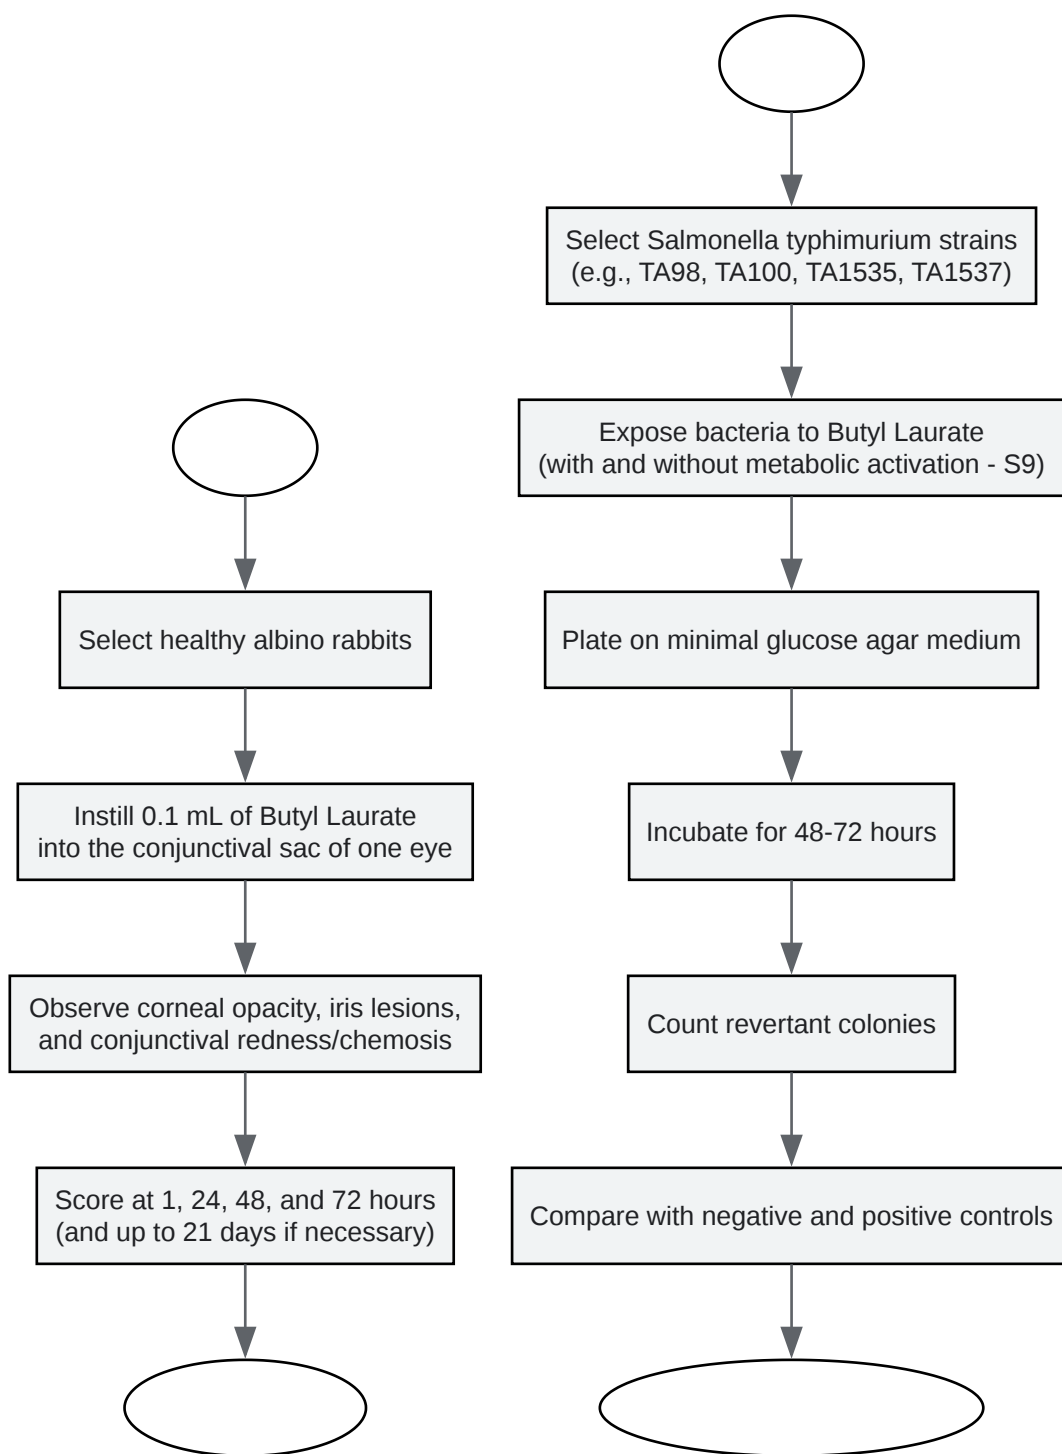 Select Salmonella typhimurium strains
(e.g., TA98, TA100, TA1535, TA1537)
Expose bacteria to Butyl Laurate
(with and without metabolic activation - S9)
Select healthy albino rabbits
Plate on minimal glucose agar medium
Instill 0.1 mL of Butyl Laurate
into the conjunctival sac of one eye
Incubate for 48-72 hours
Observe corneal opacity, iris lesions,
and conjunctival redness/chemosis
Count revertant colonies
Score at 1, 24, 48, and 72 hours
(and up to 21 days if necessary)
Compare with negative and positive controls